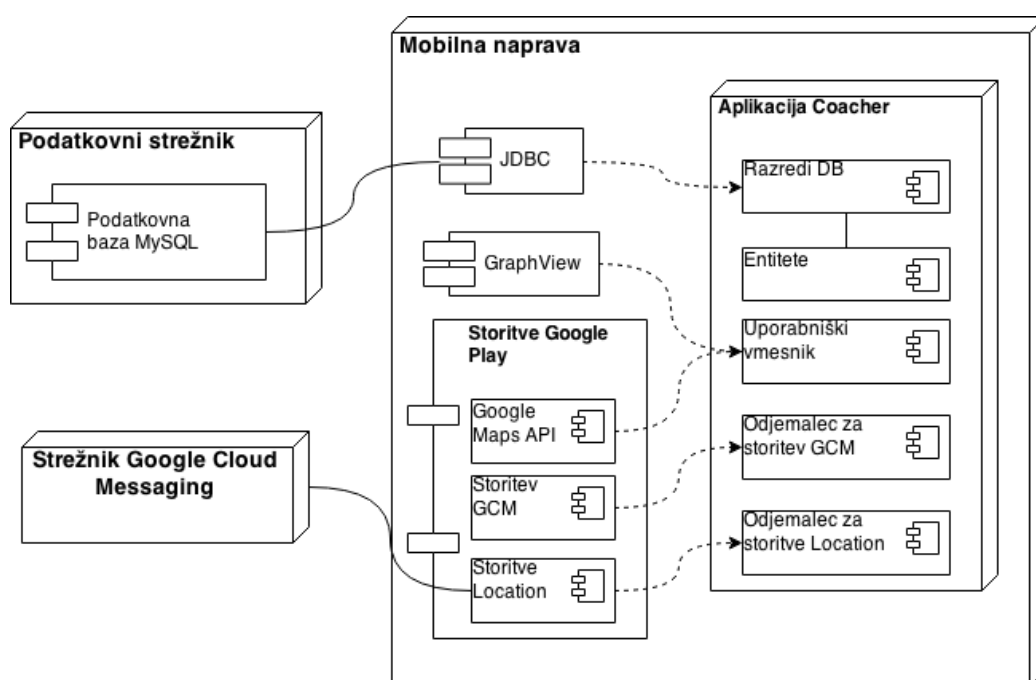 Mobilna naprava
Podatkovni strežnik
Podatkovna
baza MySQL
Strežnik Google Cloud
Messaging
JDBC
GraphView
Storitve Google
Play
Google
Maps API
Storitev
GCM
Storitve
Location
Aplikacija Coacher
Razredi DB
Entitete
Uporabniški
vmesnik
Odjemalec za
storitev GCM
Odjemalec za
storitve Location